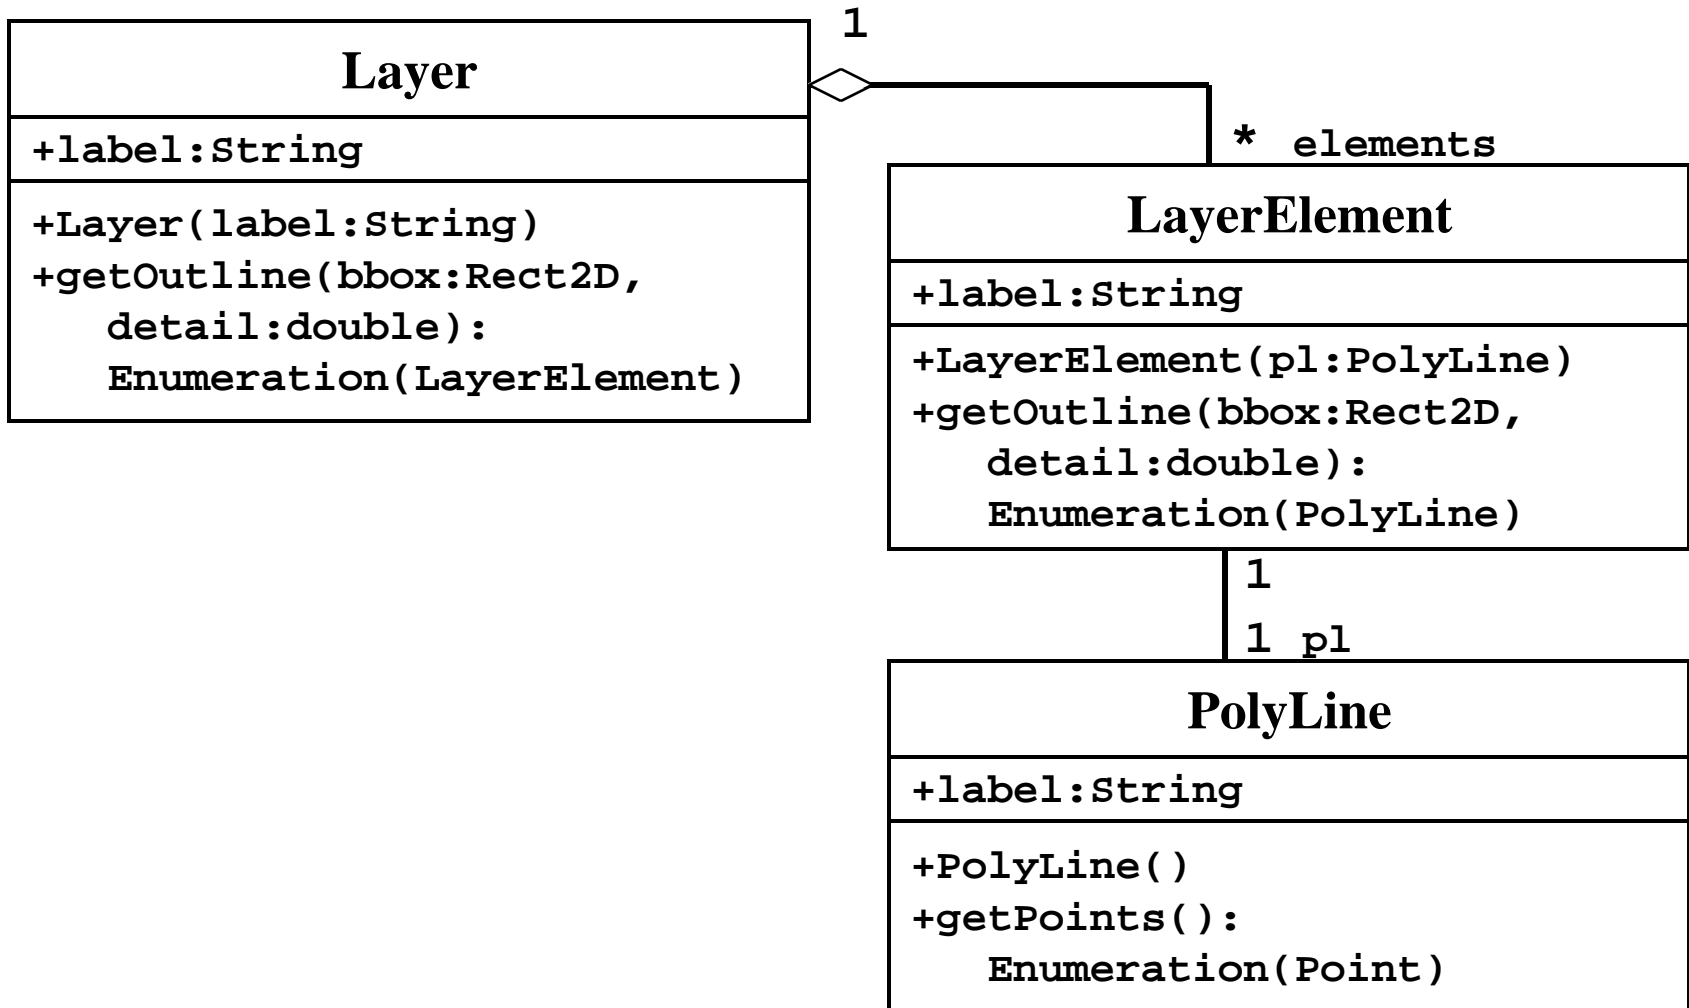 1
Layer
+label:String
+Layer(label:String)
+getOutline(bbox:Rect2D,
detail:double):
Enumeration(LayerElement)
* elements
LayerElement
+label:String
+LayerElement(pl:PolyLine)
+getOutline(bbox:Rect2D,
detail:double):
Enumeration(PolyLine)
1
1 pl
PolyLine
+label:String
+PolyLine()
+getPoints():
Enumeration(Point)